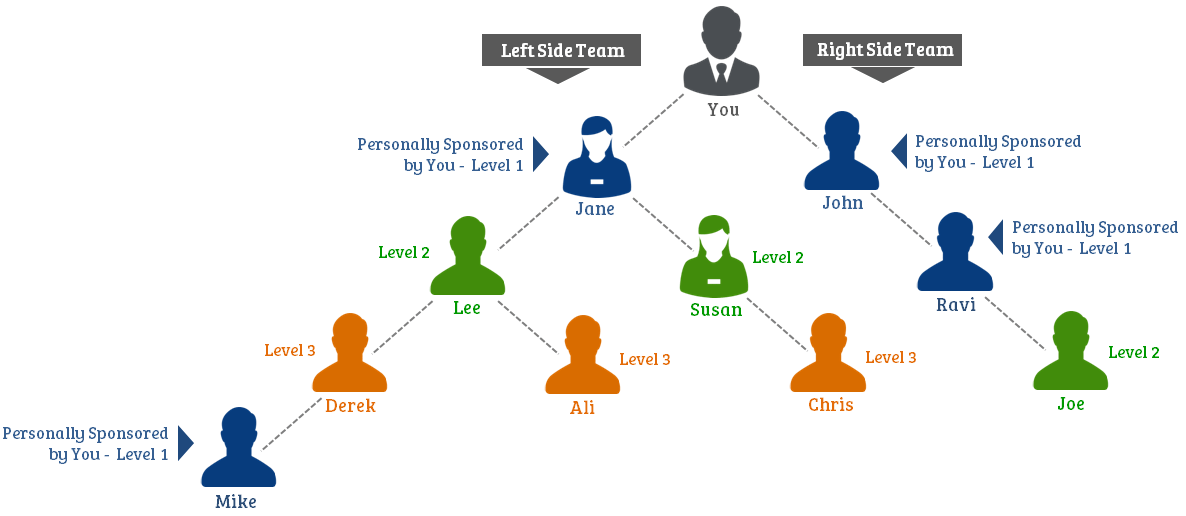 Left Side Team
Right Side Team
You
Personally Sponsored
by You - Level 1
Personally Sponsored
by You - Level 1
Jane
John
Personally Sponsored
by You - Level 1
Level 2
Level 2
Lee
Susan
Ravi
Level 3
Level 3
Level 3
Level 2
Derek
Ali
Chris
Joe
Personally Sponsored
by You - Level 1
Mike